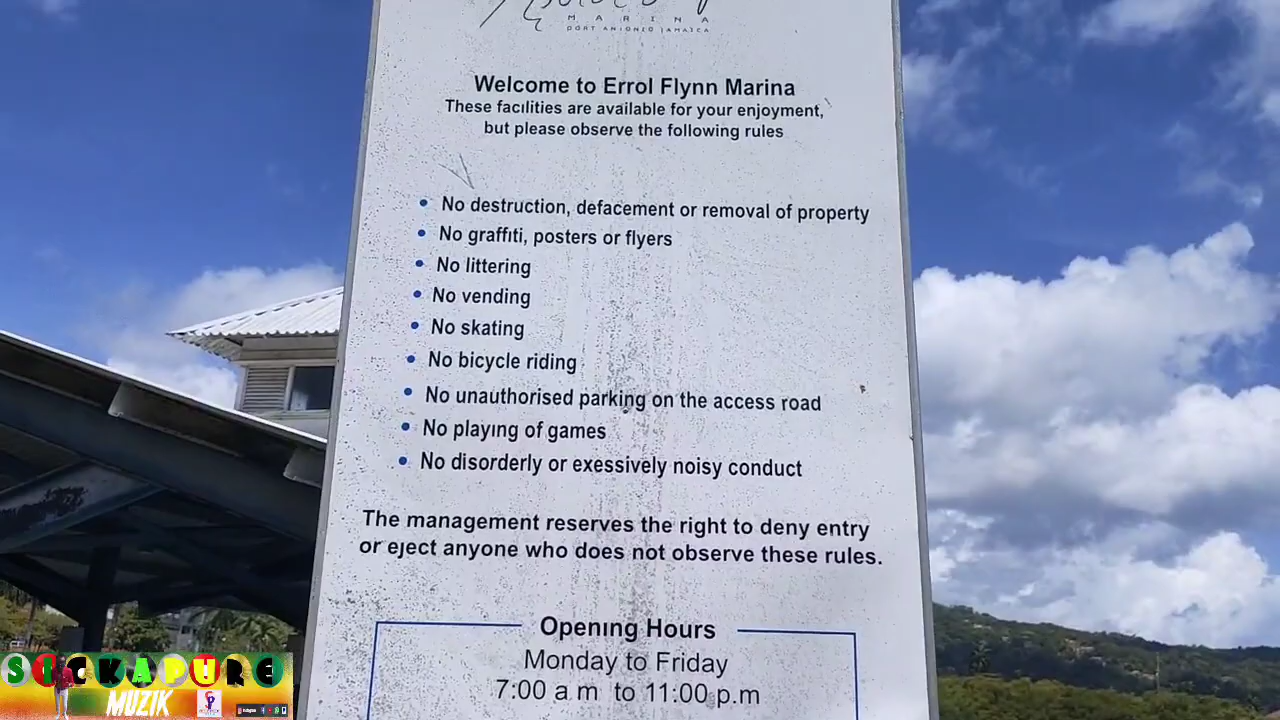 MARINA
PORT ANTONIO JAMAICA
Welcome to Errol Flynn Marina
These facilities are available for your enjoyment,
but please observe the following rules
• No destruction, defacement or removal of property
• No graffiti, posters or flyers
• No littering
• No vending
• No skating
• No bicycle riding
• No unauthorised parking on the access road
• No playing of games
• No disorderly or exessively noisy conduct
The management reserves the right to deny entry
or eject anyone who does not observe these rules.
Opening Hours
Monday to Friday
7:00 a.m to 11:00 p.m
SICKAPURE
MUZIK